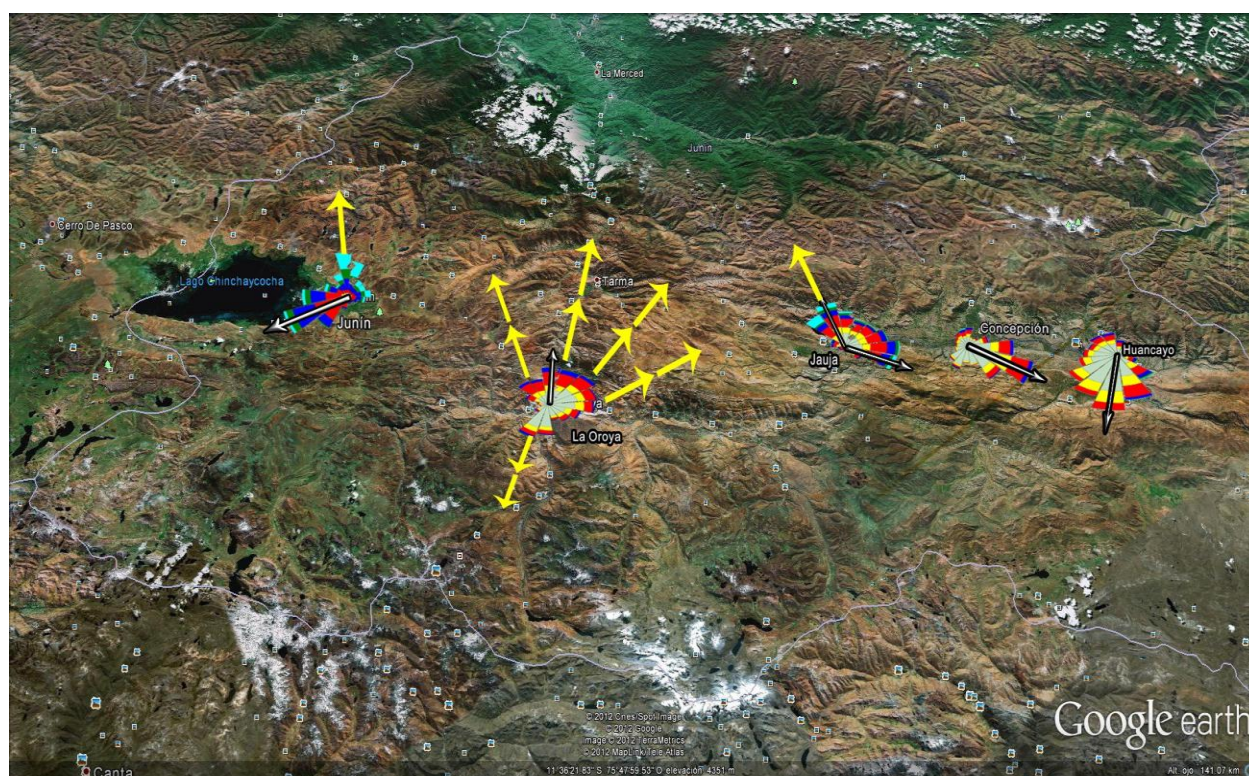 La Merced
Junín
Cerro De Pasco
Lago Chinchaycocha
Tarma
Junín
Concepción
Jauja
Huancayo
La Oroya
© 2012 Cnes/Spot Image
© 2012 Google
Image © 2012 TerraMetrics
© 2012 MapLink/Tele Atlas
Google earth
Canta
11°36'21.83" S 75°47'59.53" O elevación 4351 m
Alt. ojo 141.07 km